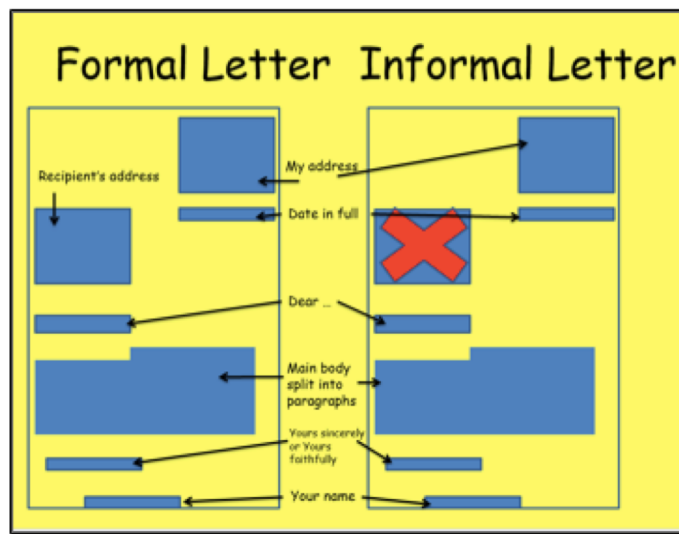 Formal Letter
Informal Letter
My address
Recipient's address
Date in full
Dear ...
Main body
split into
paragraphs
Yours sincerely
or Yours
faithfully
Your name